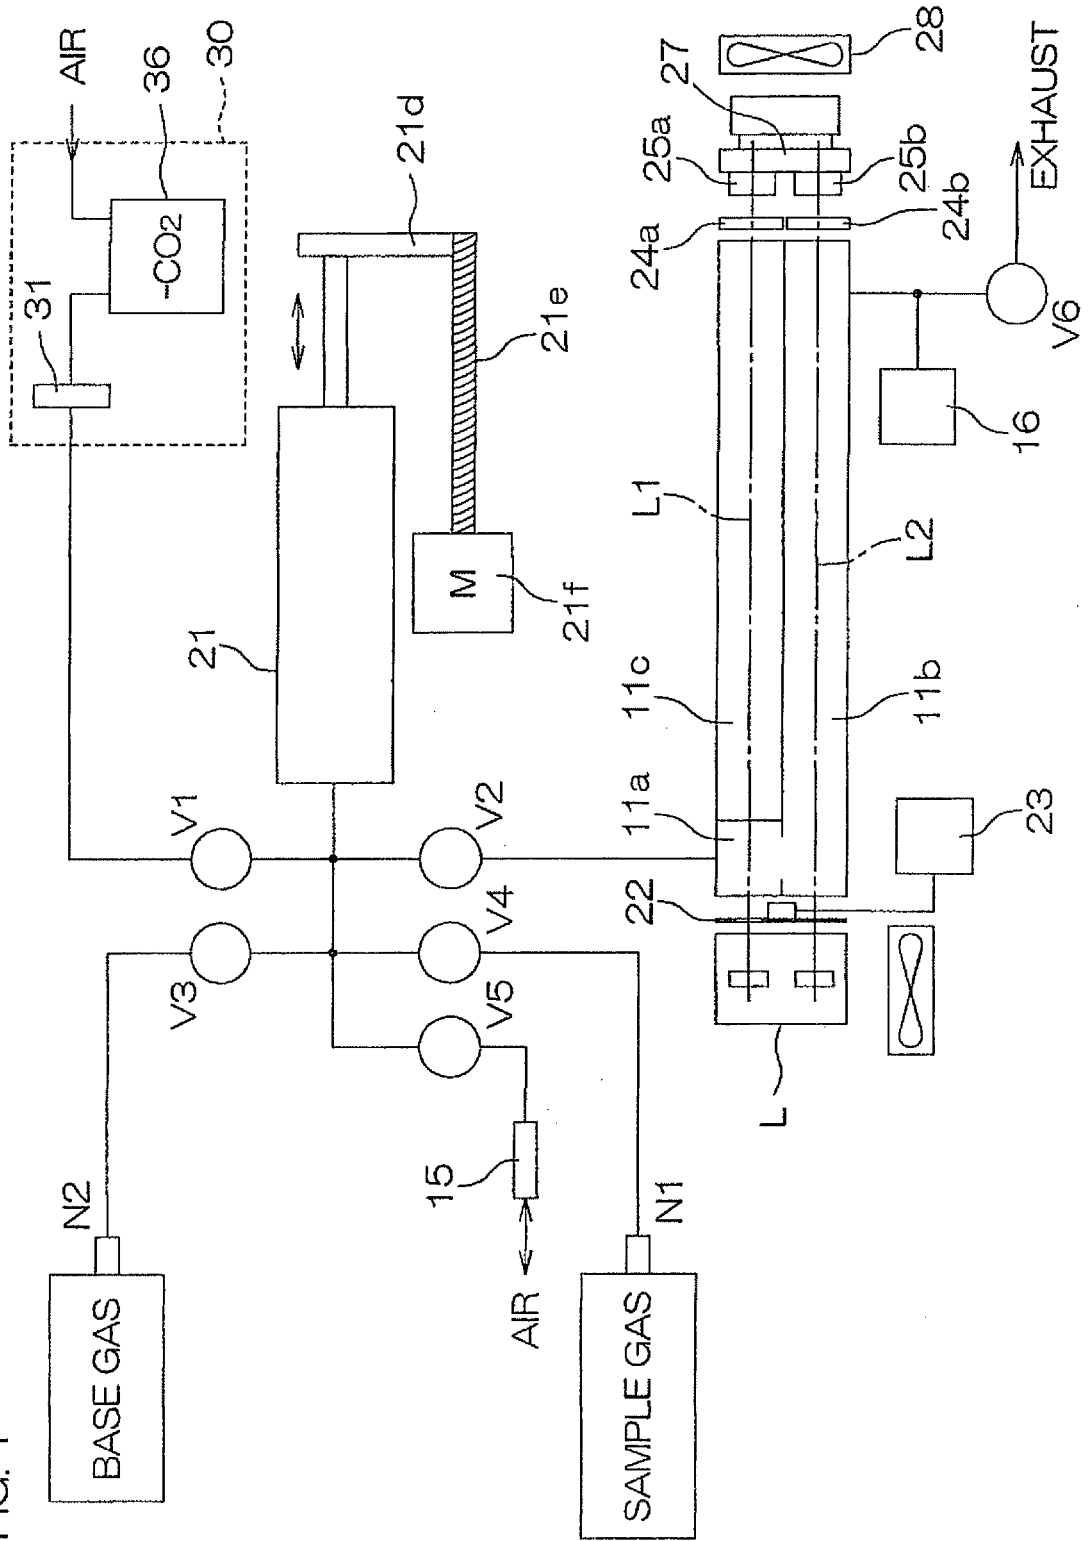 FIG. 1
BASE GAS
N2
V3
V1
31
-CO2
36
AIR
30
21
21d
21e
M
21f
V4
V2
V5
15
AIR
SAMPLE GAS
N1
L
22
11a
11c
L1
24a
25a
27
28
23
11b
L2
16
24b
25b
V6
EXHAUST